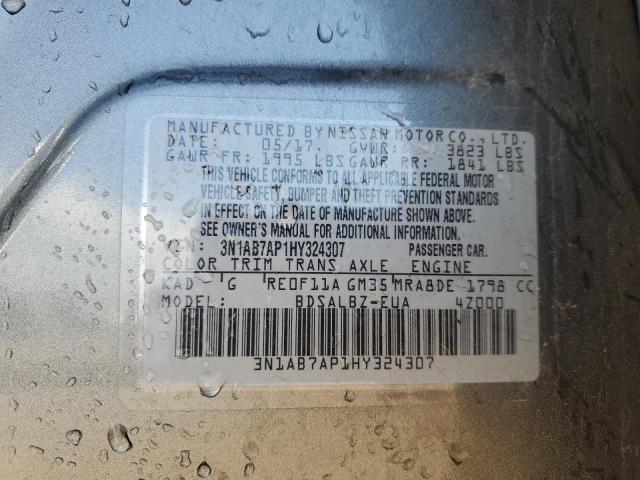 MANUFACTURED BY NISSAN MOTOR CO., LTD.
DATE: 05/17 GVWR: 3823 LBS
GAWR FR: 1995 LBS GAWR RR: 1841 LBS
THIS VEHICLE CONFORMS TO ALL APPLICABLE FEDERAL MOTOR
VEHICLE SAFETY, BUMPER AND THEFT PREVENTION STANDARDS
IN EFFECT ON THE DATE OF MANUFACTURE SHOWN ABOVE.
SEE OWNER'S MANUAL FOR ADDITIONAL INFORMATION.
VIN: 3N1AB7AP1HY324307 PASSENGER CAR.
COLOR TRIM TRANS AXLE ENGINE
KAD G RE0F11A GM35 MRA8DE 1798 CC
BDSALBZ-EUA 4Z000
3N1AB7AP1HY324307